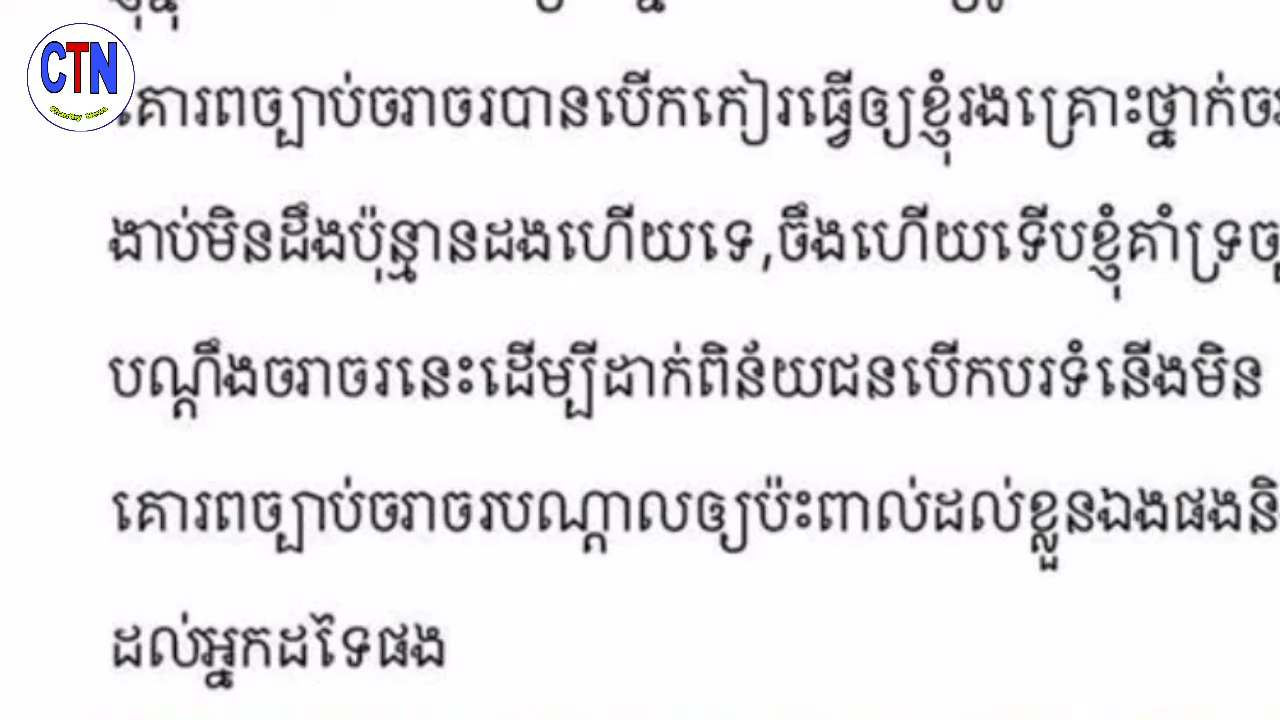 CTN
គោរពច្បាប់ចរាចរបានបើកកៀរធ្វើឲ្យខ្ញុំរងគ្រោះថ្នាក់ច
ងាប់មិនដឹងប៉ុន្មានដងហើយទេ,ចឹងហើយទើបខ្ញុំគាំទ្រ
បណ្តឹងចរាចរនេះដើម្បីដាក់ពិន័យជនបើកបរទំនើងមិន
គោរពច្បាប់ចរាចរបណ្តាលឲ្យប៉ះពាល់ដល់ខ្លួនឯងផងនិ
ដល់អ្នកដទៃផង